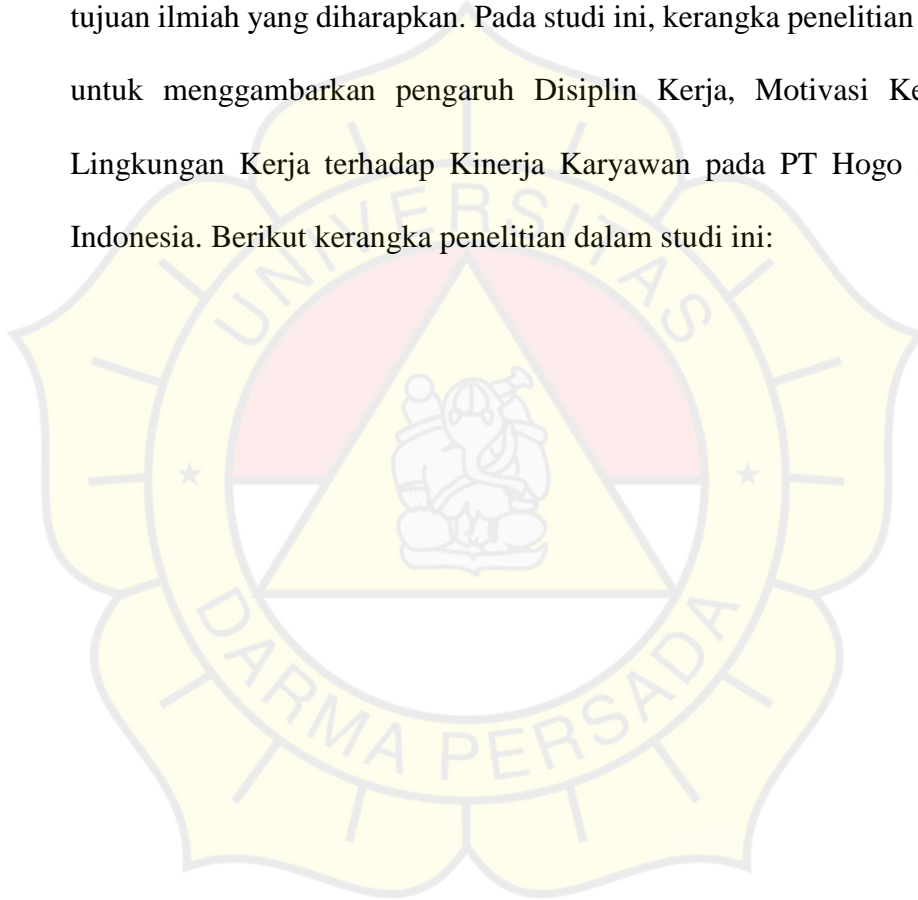 tujuan ilmiah yang diharapkan. Pada studi ini, kerangka penelitian
untuk menggambarkan pengaruh Disiplin Kerja, Motivasi Ke
Lingkungan Kerja terhadap Kinerja Karyawan pada PT Hogo
Indonesia. Berikut kerangka penelitian dalam studi ini:
UNIVERSITAS
DARMA PERSADA